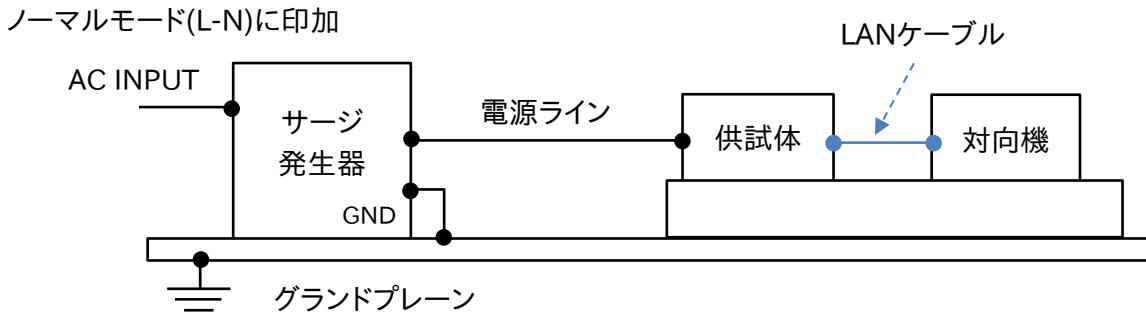 ノーマルモード(L-N)に印加
LANケーブル
AC INPUT
電源ライン
サージ
発生器
供試体
対向機
GND
グランドプレーン